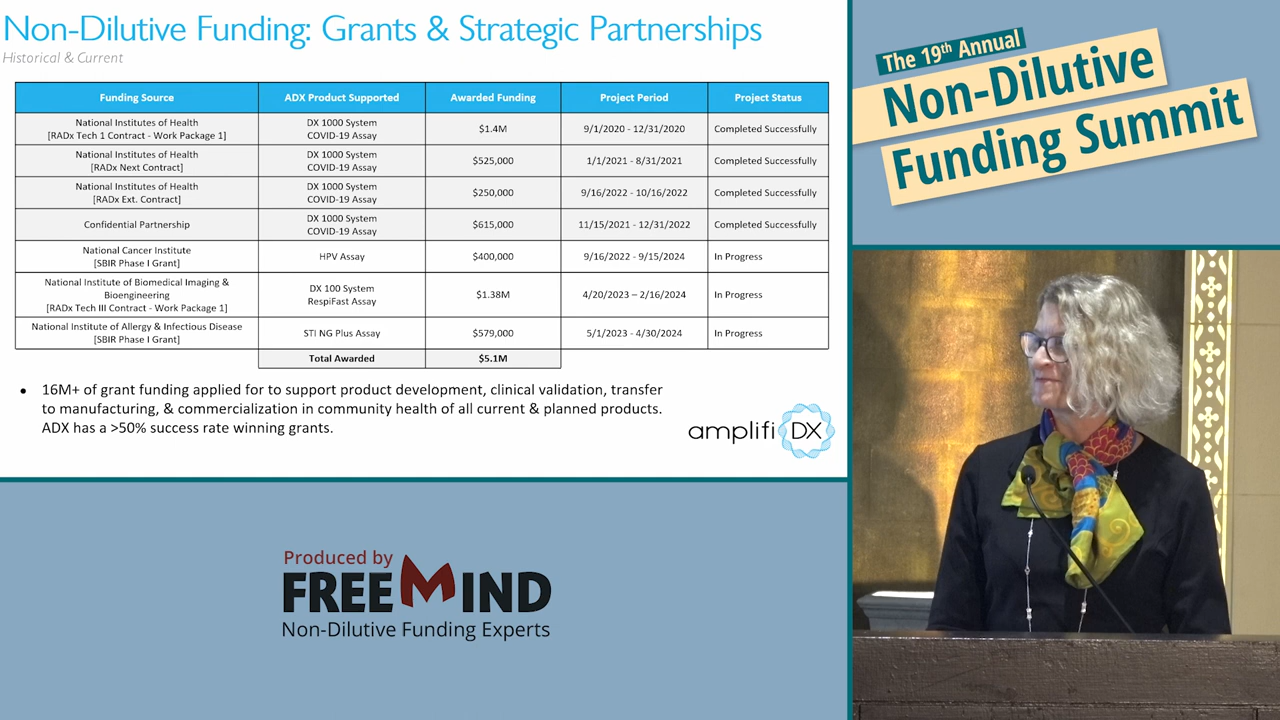 Non-Dilutive Funding: Grants & Strategic Partnerships
Historical & Current
Funding Source
ADX Product Supported
Awarded Funding
Project Period
Project Status
National Institutes of Health
[RADx Tech 1 Contract - Work Package 1]
DX 1000 System
COVID-19 Assay
$1.4M
9/1/2020 - 12/31/2020
Completed Successfully
National Institutes of Health
[RADx Next Contract]
DX 1000 System
COVID-19 Assay
$525,000
1/1/2021 - 8/31/2021
Completed Successfully
National Institutes of Health
[RADx Ext. Contract]
DX 1000 System
COVID-19 Assay
$250,000
9/16/2022 - 10/16/2022
Completed Successfully
Confidential Partnership
DX 1000 System
COVID-19 Assay
$615,000
11/15/2021 - 12/31/2022
Completed Successfully
National Cancer Institute
[SBIR Phase I Grant]
HPV Assay
$400,000
9/16/2022 - 9/15/2024
In Progress
National Institute of Biomedical Imaging &
Bioengineering
[RADx Tech III Contract - Work Package 1]
DX 100 System
RespiFast Assay
$1.38M
4/20/2023 – 2/16/2024
In Progress
National Institute of Allergy & Infectious Disease
[SBIR Phase I Grant]
STI NG Plus Assay
$579,000
5/1/2023 - 4/30/2024
In Progress
Total Awarded
$5.1M
• 16M+ of grant funding applied for to support product development, clinical validation, transfer
to manufacturing, & commercialization in community health of all current & planned products.
ADX has a >50% success rate winning grants.
amplifi DX
The 19th Annual
Non-Dilutive
Funding Summit
Produced by
FREEMIND
Non-Dilutive Funding Experts